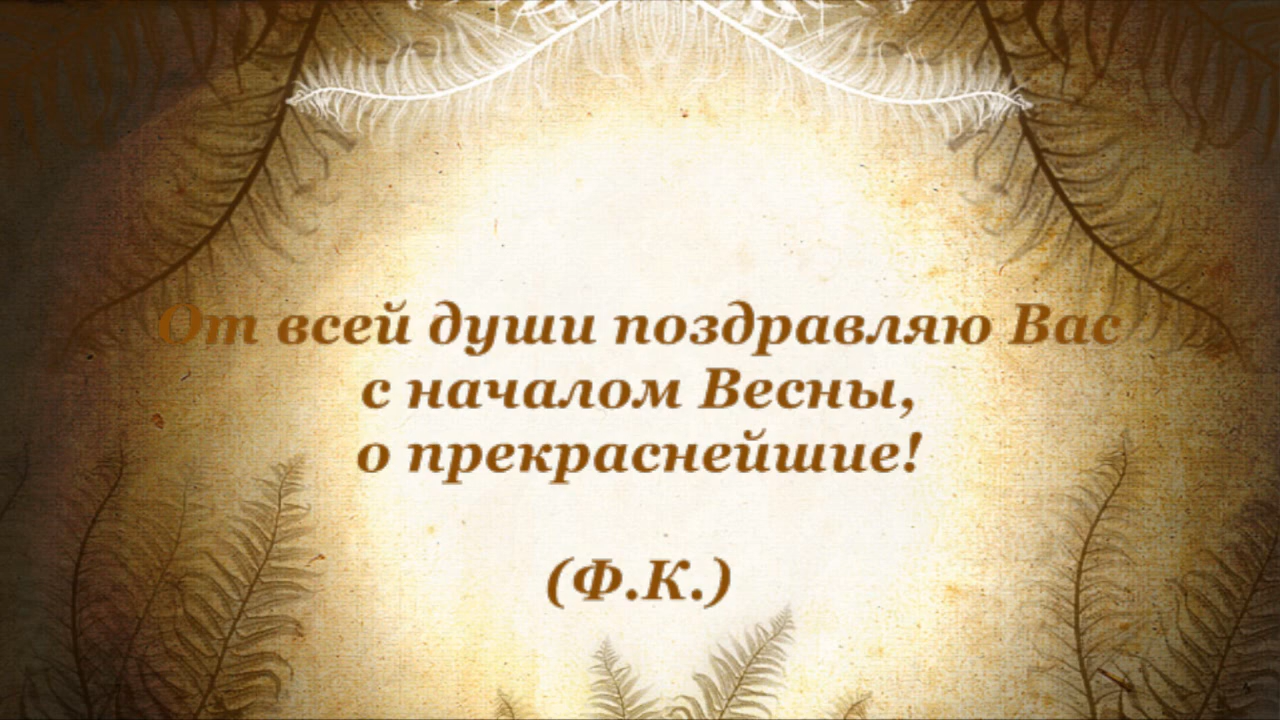 От всей души поздравляю Вас
с началом Весны,
о прекраснейшие!
(Ф.К.)